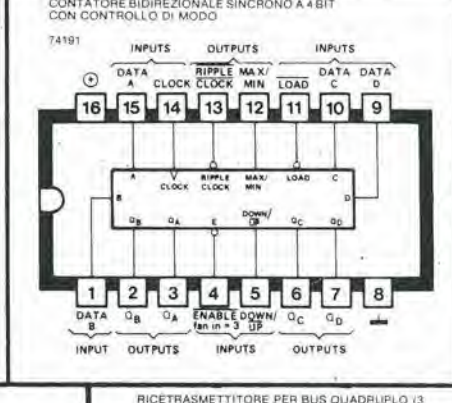 CONTATORE BIDIREZIONALE SINCRONO A 4 BIT
CON CONTROLLO DI MODO
74191
INPUTS OUTPUTS INPUTS
DATA A CLOCK RIPPLE CLOCK MAX/ MIN LOAD DATA C DATA D
16 15 14 13 12 11 10 9
A CLOCK RIPPLE CLOCK MAX/ MIN LOAD C
B D
QB QA E DOWN/ UP QC QD
1 2 3 4 5 6 7 8
DATA B QB QA ENABLE fan in = 3 DOWN/ UP QC QD
INPUT OUTPUTS INPUTS OUTPUTS
RICETRASMETTITORE PER BUS QUADRUPLO (3